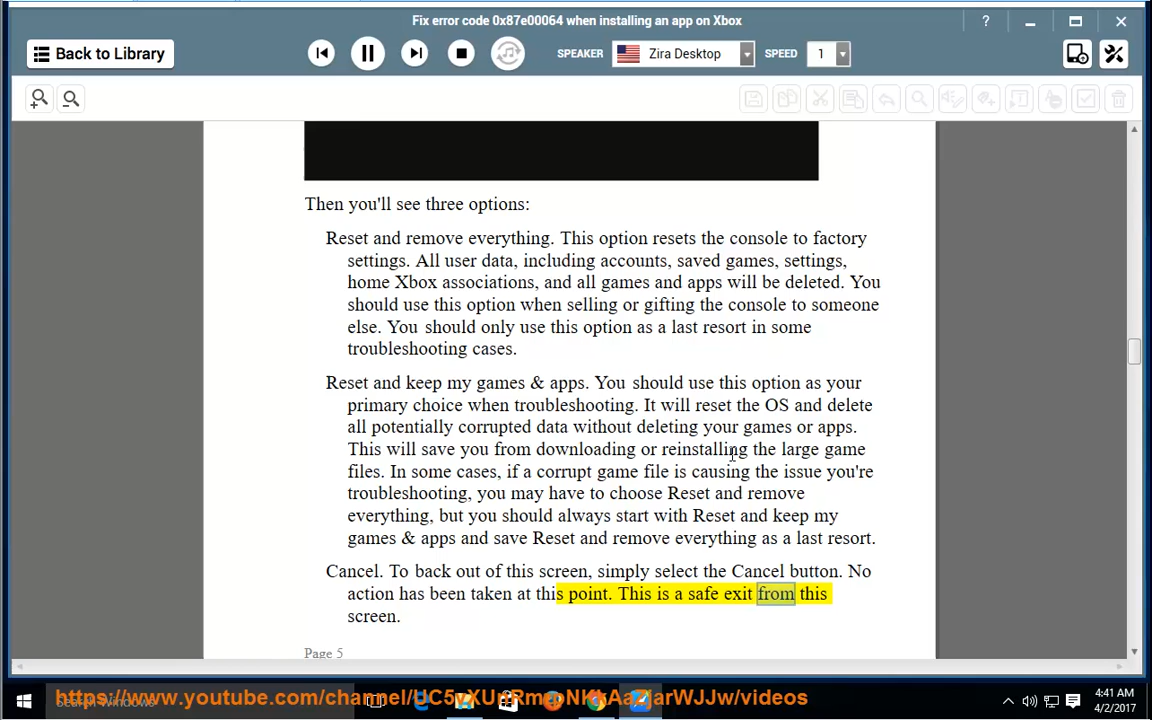 Fix error code 0x87e00064 when installing an app on Xbox
?
Back to Library
SPEAKER
Zira Desktop
SPEED
1
Then you'll see three options:
Reset and remove everything. This option resets the console to factory
settings. All user data, including accounts, saved games, settings,
home Xbox associations, and all games and apps will be deleted. You
should use this option when selling or gifting the console to someone
else. You should only use this option as a last resort in some
troubleshooting cases.
Reset and keep my games & apps. You should use this option as your
primary choice when troubleshooting. It will reset the OS and delete
all potentially corrupted data without deleting your games or apps.
This will save you from downloading or reinstalling the large game
files. In some cases, if a corrupt game file is causing the issue you're
troubleshooting, you may have to choose Reset and remove
everything, but you should always start with Reset and keep my
games & apps and save Reset and remove everything as a last resort.
Cancel. To back out of this screen, simply select the Cancel button. No
action has been taken at this point. This is a safe exit from this
screen.
Page 5
Search Windows
4:41 AM
4/2/2017